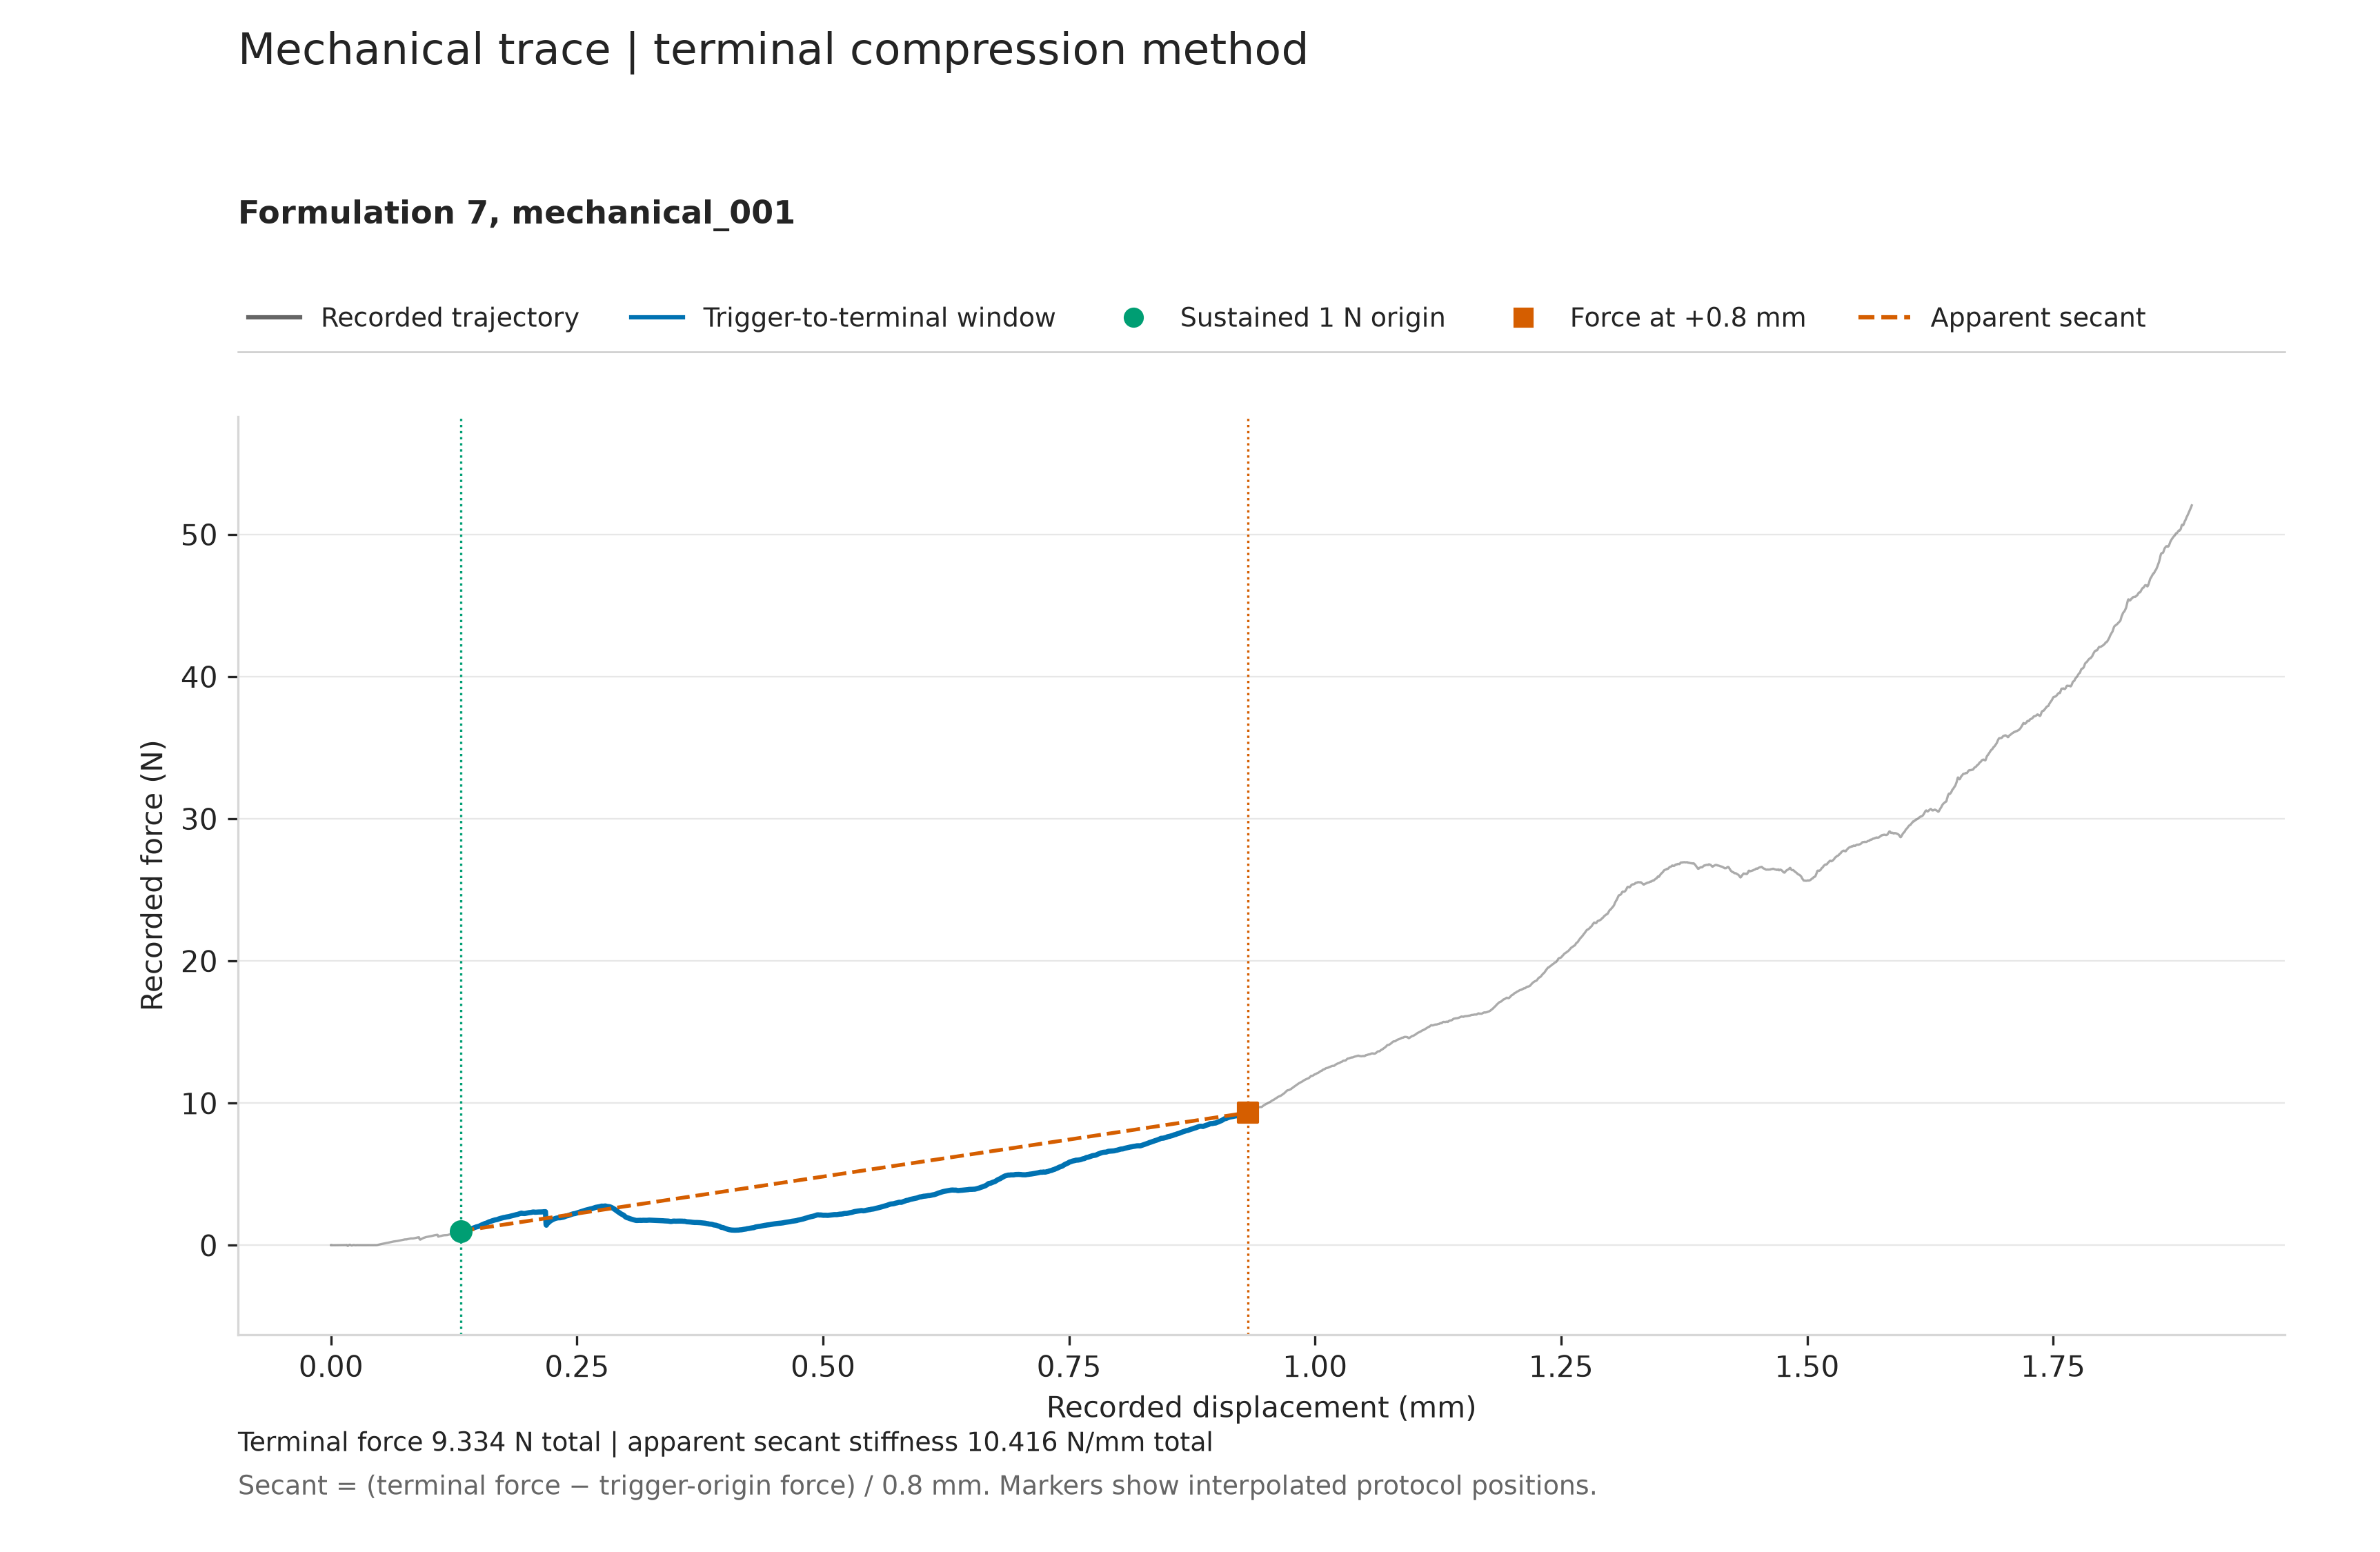 Mechanical trace | terminal compression method
Formulation 7, mechanical_001
Recorded trajectory
Trigger-to-terminal window
Sustained 1 N origin
Force at +0.8 mm
Apparent secant
Recorded force (N)
50
40
30
20
10
0
0.00 0.25 0.50 0.75 1.00 1.25 1.50 1.75
Recorded displacement (mm)
Terminal force 9.334 N total | apparent secant stiffness 10.416 N/mm total
Secant = (terminal force − trigger-origin force) / 0.8 mm. Markers show interpolated protocol positions.